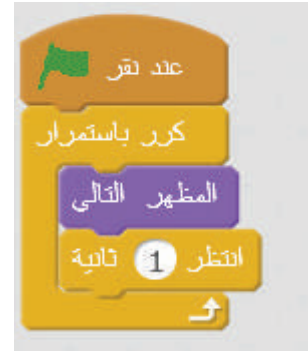 عند نقر
كرر باستمرار
المظهر التالي
انتظر 1 ثانية